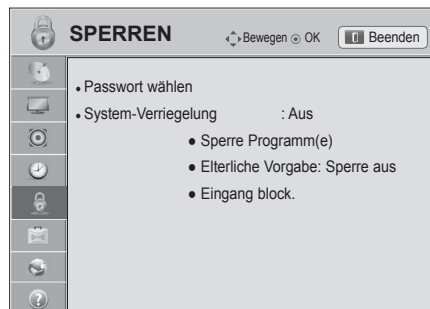 SPERREN
Bewegen OK Beenden
Passwort wählen
System-Verriegelung : Aus
Sperre Programm(e)
Elterliche Vorgabe: Sperre aus
Eingang block.
?